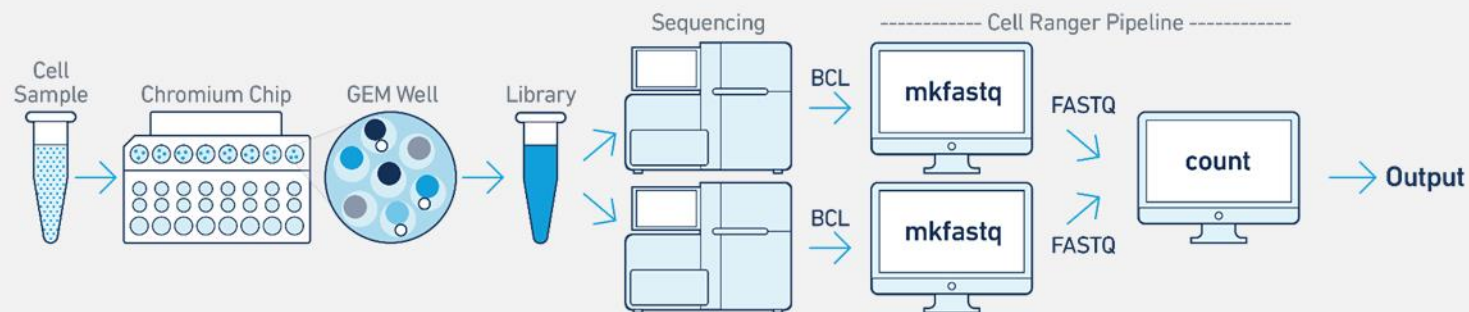 Sequencing
------------ Cell Ranger Pipeline ------------
Cell
Sample
Chromium Chip
GEM Well
Library
BCL
mkfastq
FASTQ
count
Output
BCL
mkfastq
FASTQ